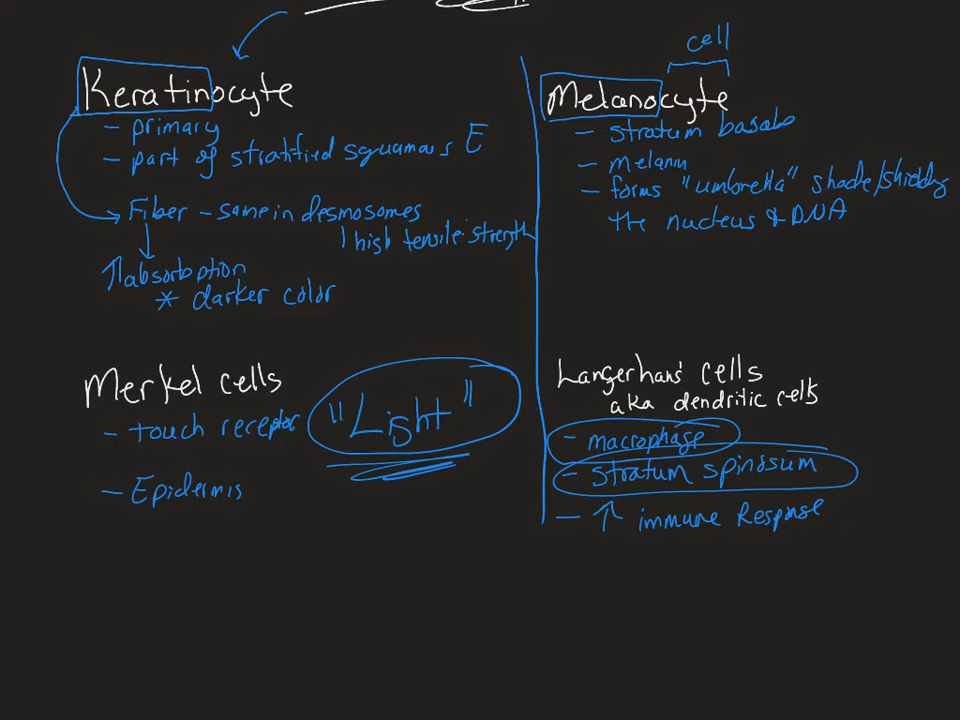 Keratinocyte
- primary
- part of stratified squamous E
Fiber - same in desmosomes
high tensile strength
↑absorption
* darker color
cell
Melanocyte
- stratum basale
- melanin
- forms "umbrella" shade/shielding
the nucleus & DNA
Merkel cells
- touch receptor
- Epidermis
"Light"
Langerhans' cells
aka dendritic cells
- macrophage
- stratum spinosum
- ↑ immune Response